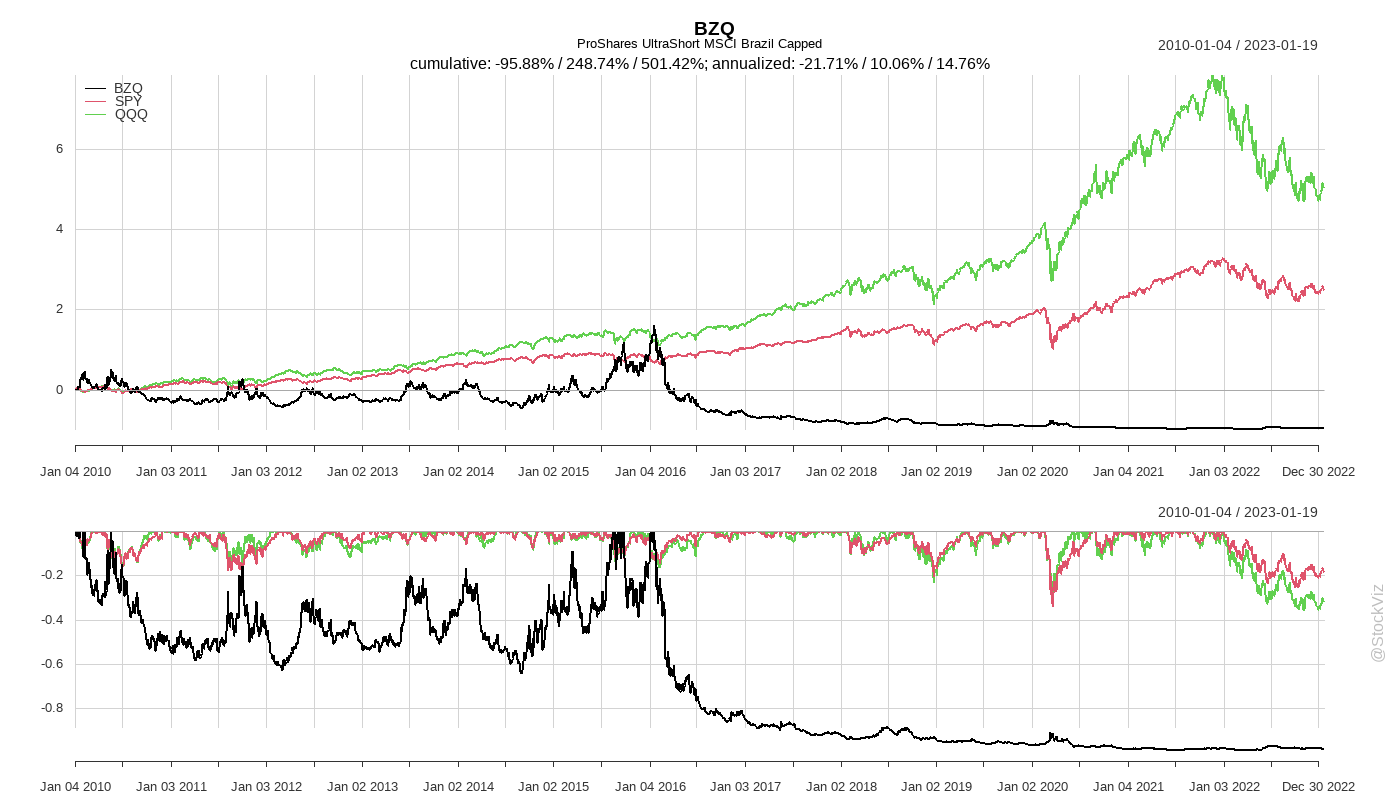 BZQ
ProShares UltraShort MSCI Brazil Capped
2010-01-04 / 2023-01-19
cumulative: -95.88% / 248.74% / 501.42%; annualized: -21.71% / 10.06% / 14.76%
BZQ
SPY
QQQ
6
4
2
0
Jan 04 2010 Jan 03 2011 Jan 03 2012 Jan 02 2013 Jan 02 2014 Jan 02 2015 Jan 04 2016 Jan 03 2017 Jan 02 2018 Jan 02 2019 Jan 02 2020 Jan 04 2021 Jan 03 2022 Dec 30 2022
2010-01-04 / 2023-01-19
-0.2
-0.4
-0.6
-0.8
Jan 04 2010 Jan 03 2011 Jan 03 2012 Jan 02 2013 Jan 02 2014 Jan 02 2015 Jan 04 2016 Jan 03 2017 Jan 02 2018 Jan 02 2019 Jan 02 2020 Jan 04 2021 Jan 03 2022 Dec 30 2022
@StockViz